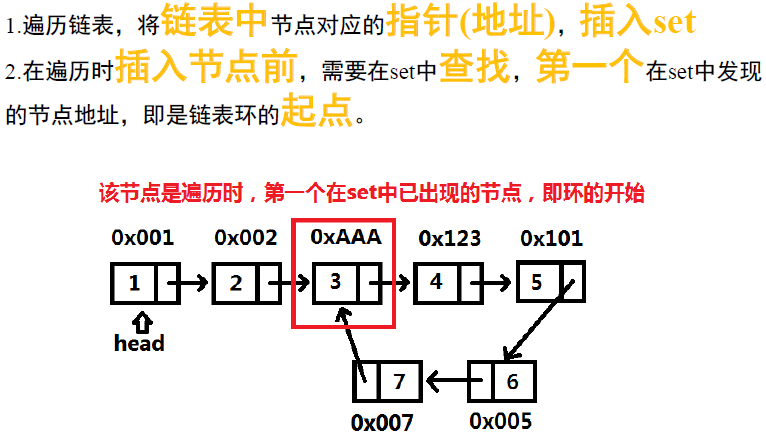 1.遍历链表，将链表中节点对应的指针(地址)，插入set
2.在遍历时插入节点前，需要在set中查找，第一个在set中发现
的节点地址，即是链表环的起点。
该节点是遍历时，第一个在set中已出现的节点，即环的开始
0x001 0x002 0xAAA 0x123 0x101
1 2 3 4 5
head
7 6
0x007 0x005